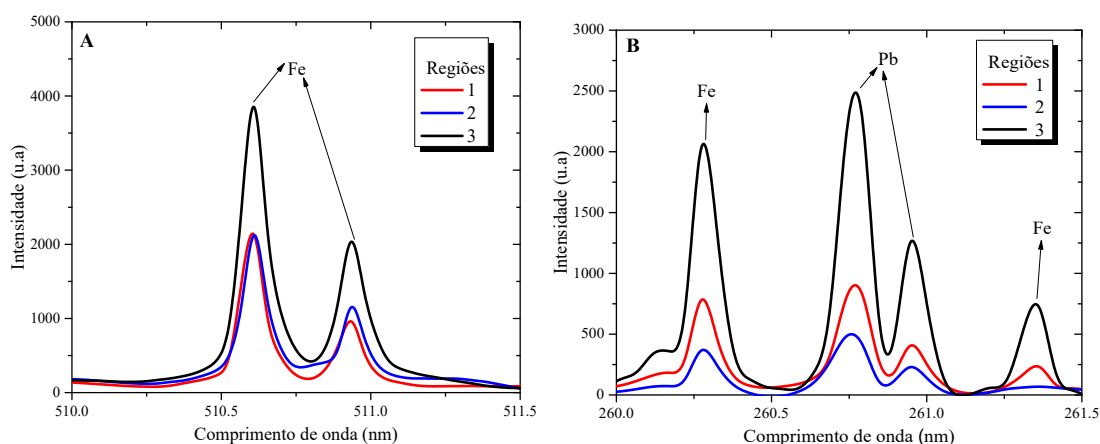 A
Fe
Regiões
1
2
3
5000
4000
3000
2000
1000
0
510.0 510.5 511.0 511.5
Intensidade (u.a)
Comprimento de onda (nm)
B
Fe
Pb
Fe
Regiões
1
2
3
3000
2500
2000
1500
1000
500
0
260.0 260.5 261.0 261.5
Intensidade (u.a)
Comprimento de onda (nm)